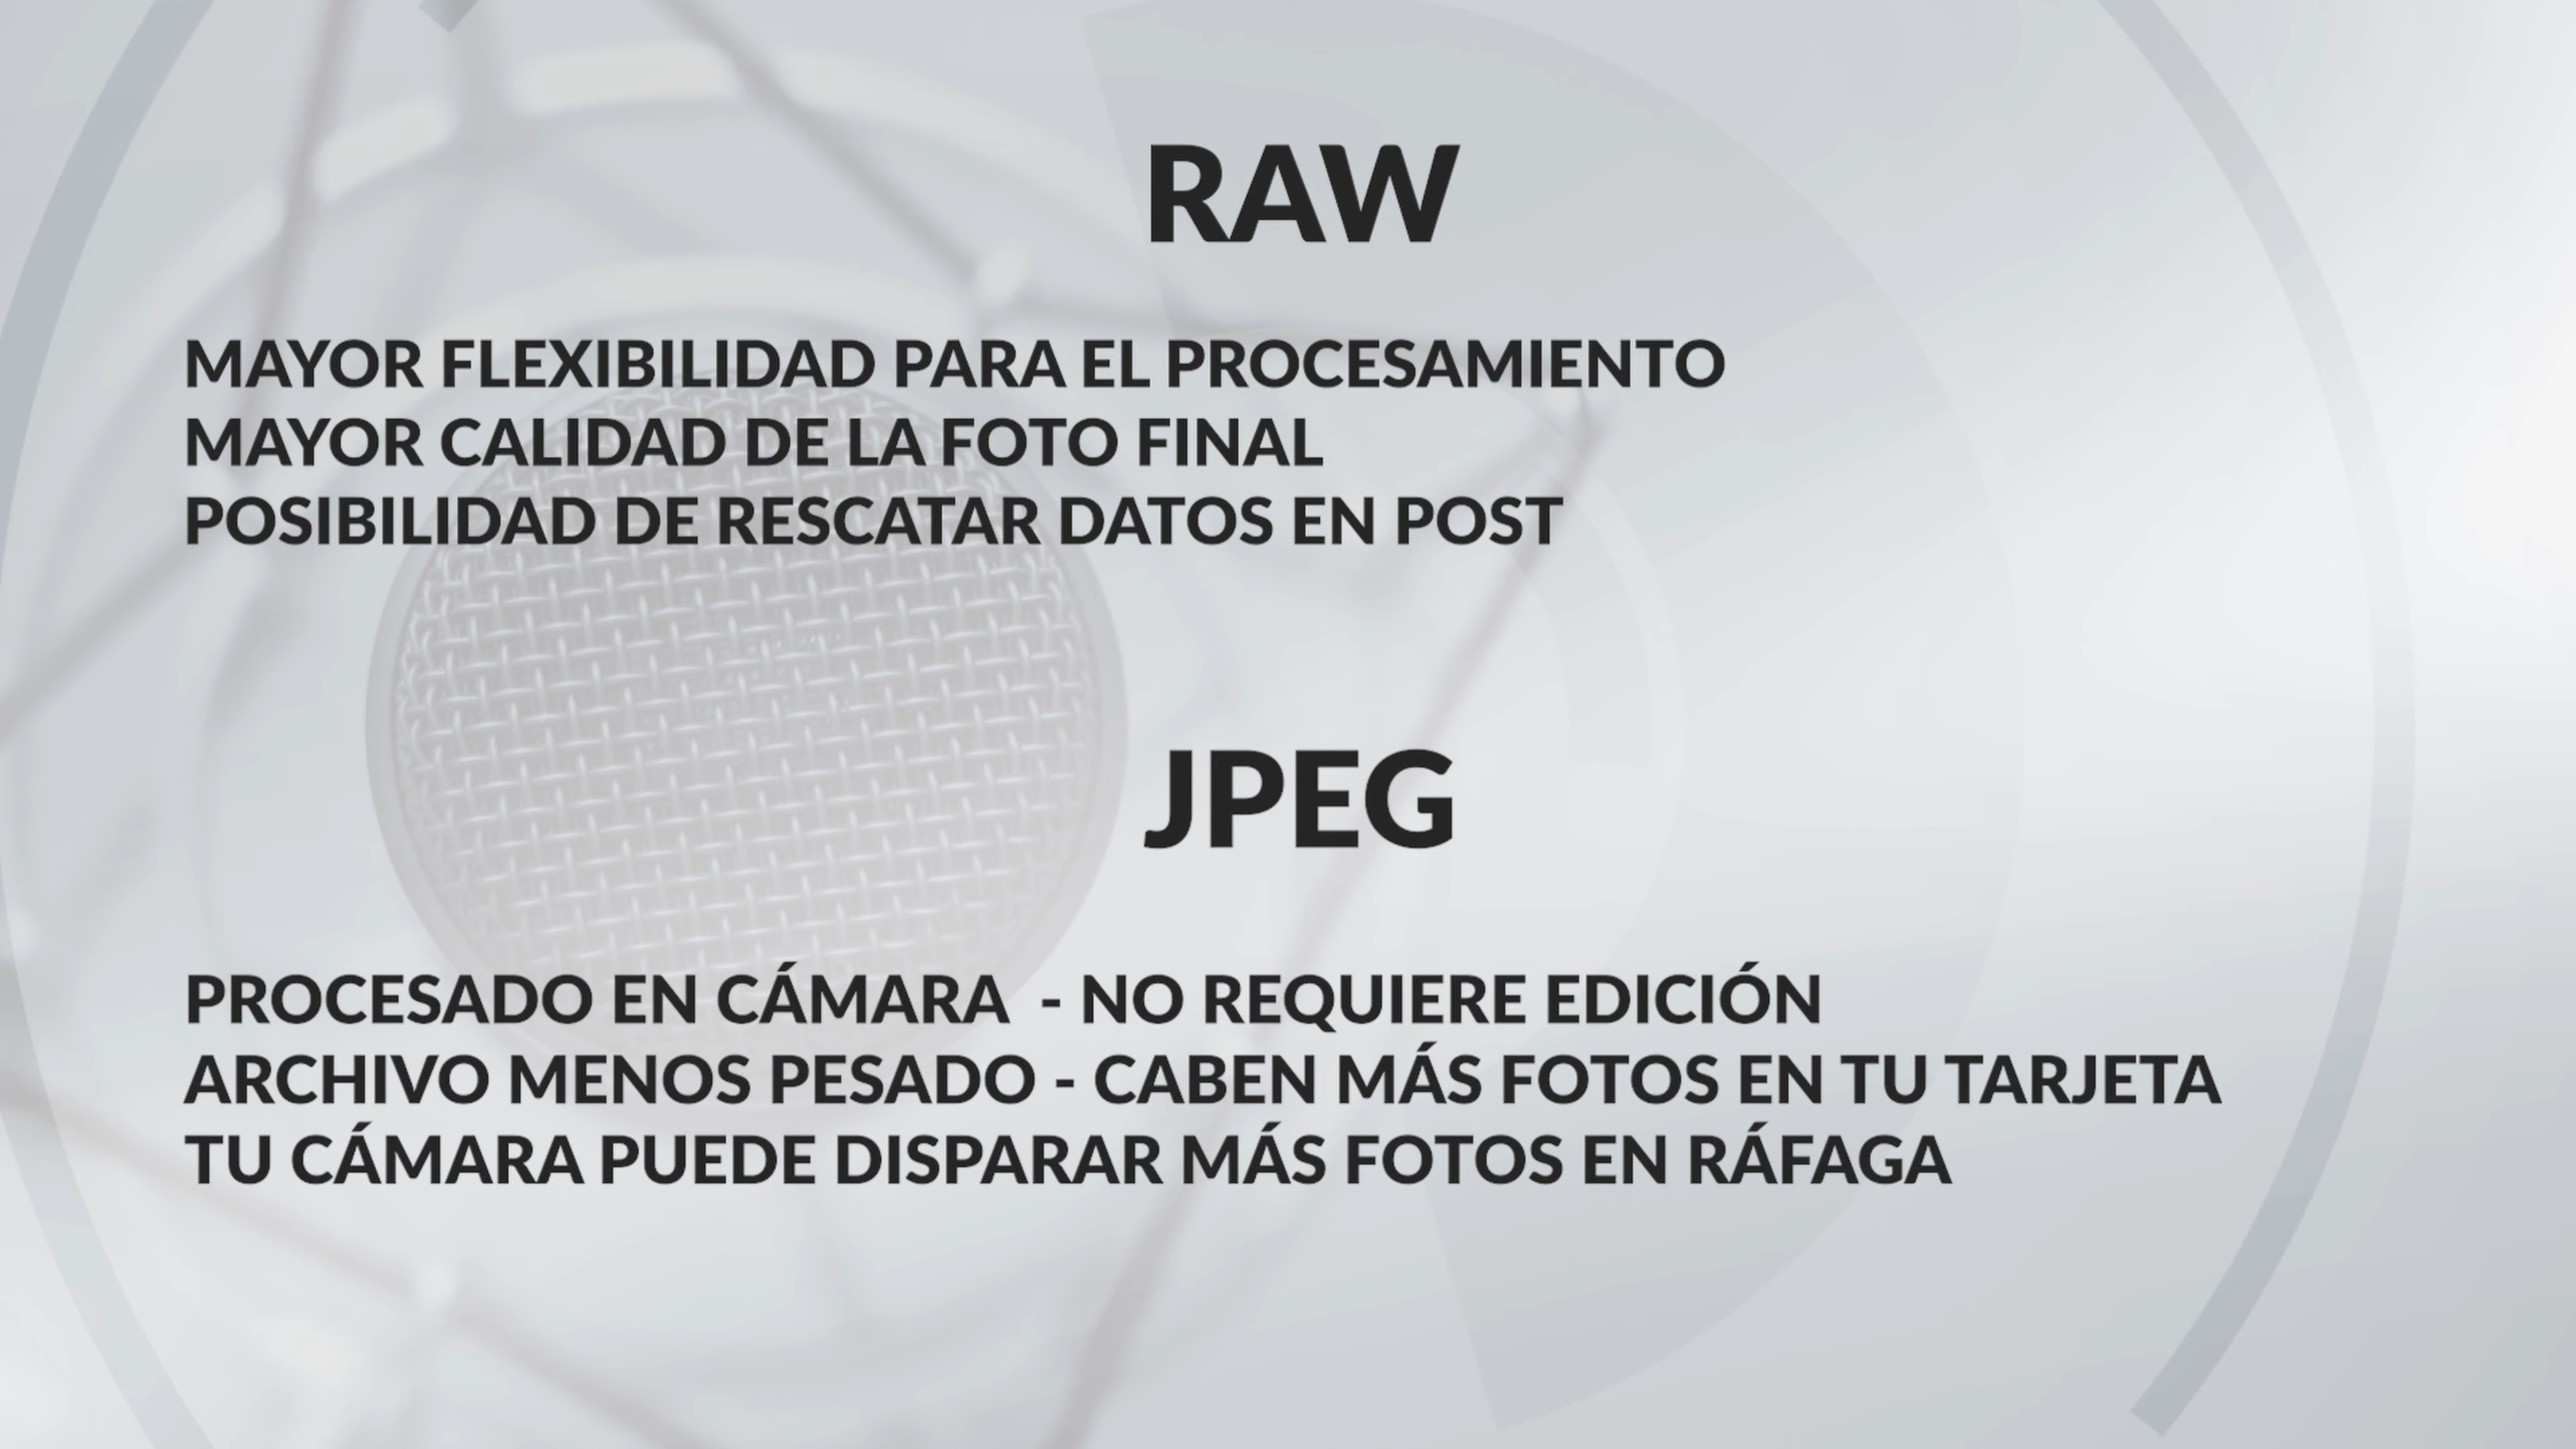 RAW
MAYOR FLEXIBILIDAD PARA EL PROCESAMIENTO
MAYOR CALIDAD DE LA FOTO FINAL
POSIBILIDAD DE RESCATAR DATOS EN POST
JPEG
PROCESADO EN CÁMARA  - NO REQUIERE EDICIÓN
ARCHIVO MENOS PESADO - CABEN MÁS FOTOS EN TU TARJETA
TU CÁMARA PUEDE DISPARAR MÁS FOTOS EN RÁFAGA